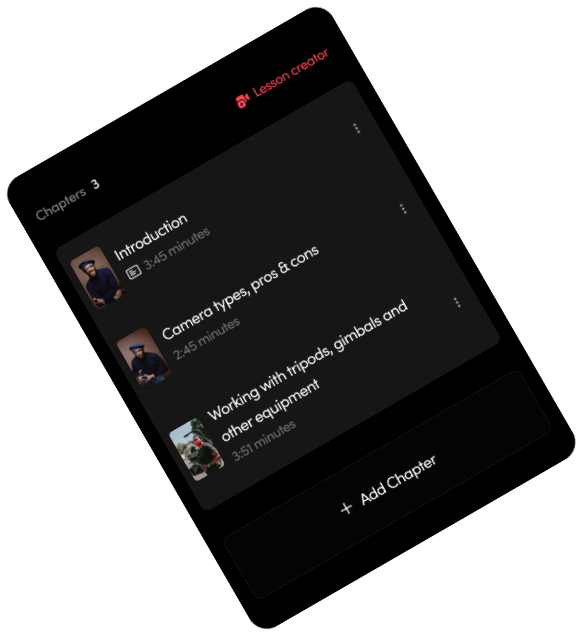 Chapters 3
Lesson creator
Introduction
3:45 minutes
Camera types, pros & cons
2:45 minutes
Working with tripods, gimbals and
other equipment
3:51 minutes
+ Add Chapter